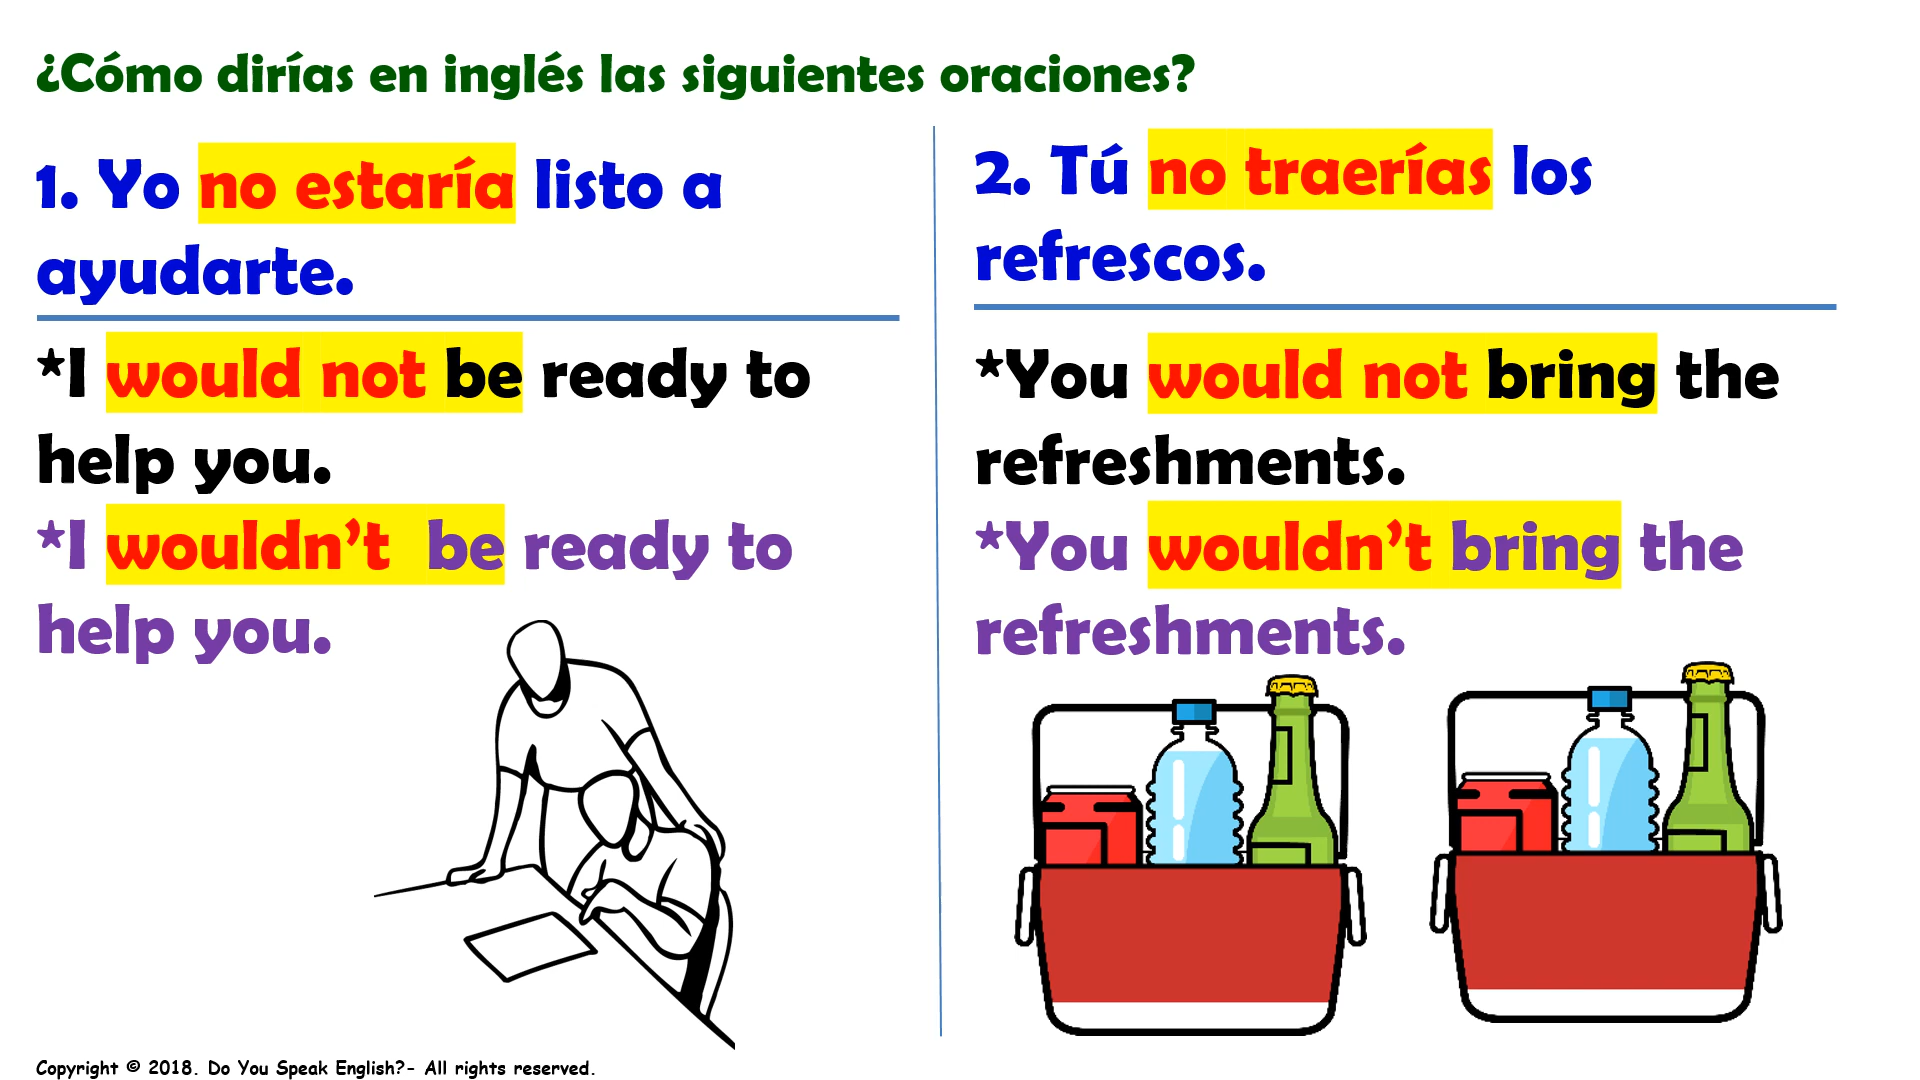 ¿Cómo dirías en inglés las siguientes oraciones?
1. Yo no estaría listo a
ayudarte.
*I would not be ready to
help you.
*I wouldn’t be ready to
help you.
2. Tú no traerías los
refrescos.
*You would not bring the
refreshments.
*You wouldn’t bring the
refreshments.
Copyright © 2018. Do You Speak English?- All rights reserved.